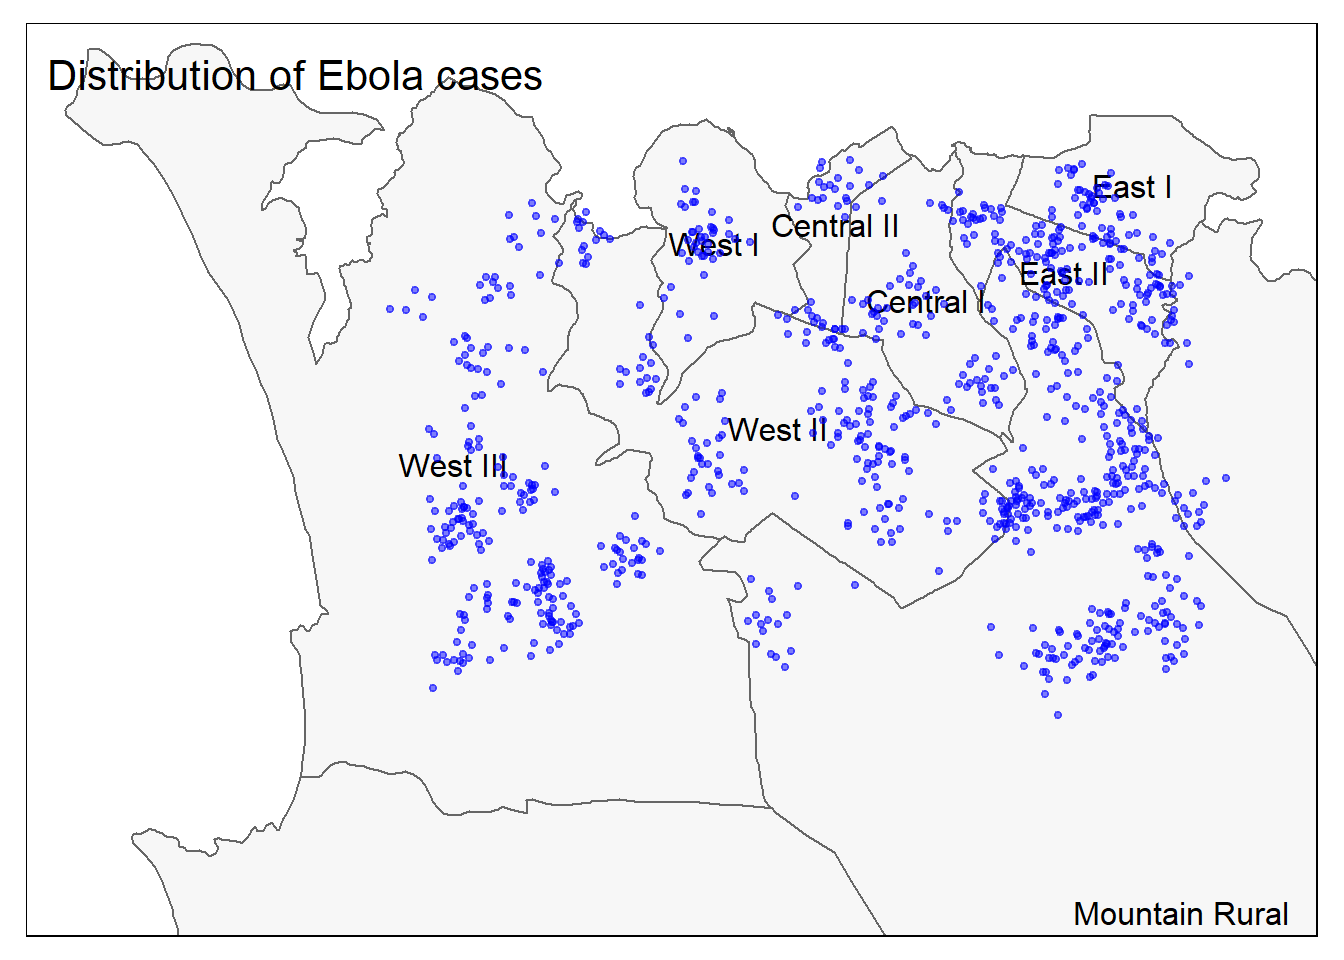 Distribution of Ebola cases
East I
Central II
West I
East II
Central I
West II
West III
Mountain Rural